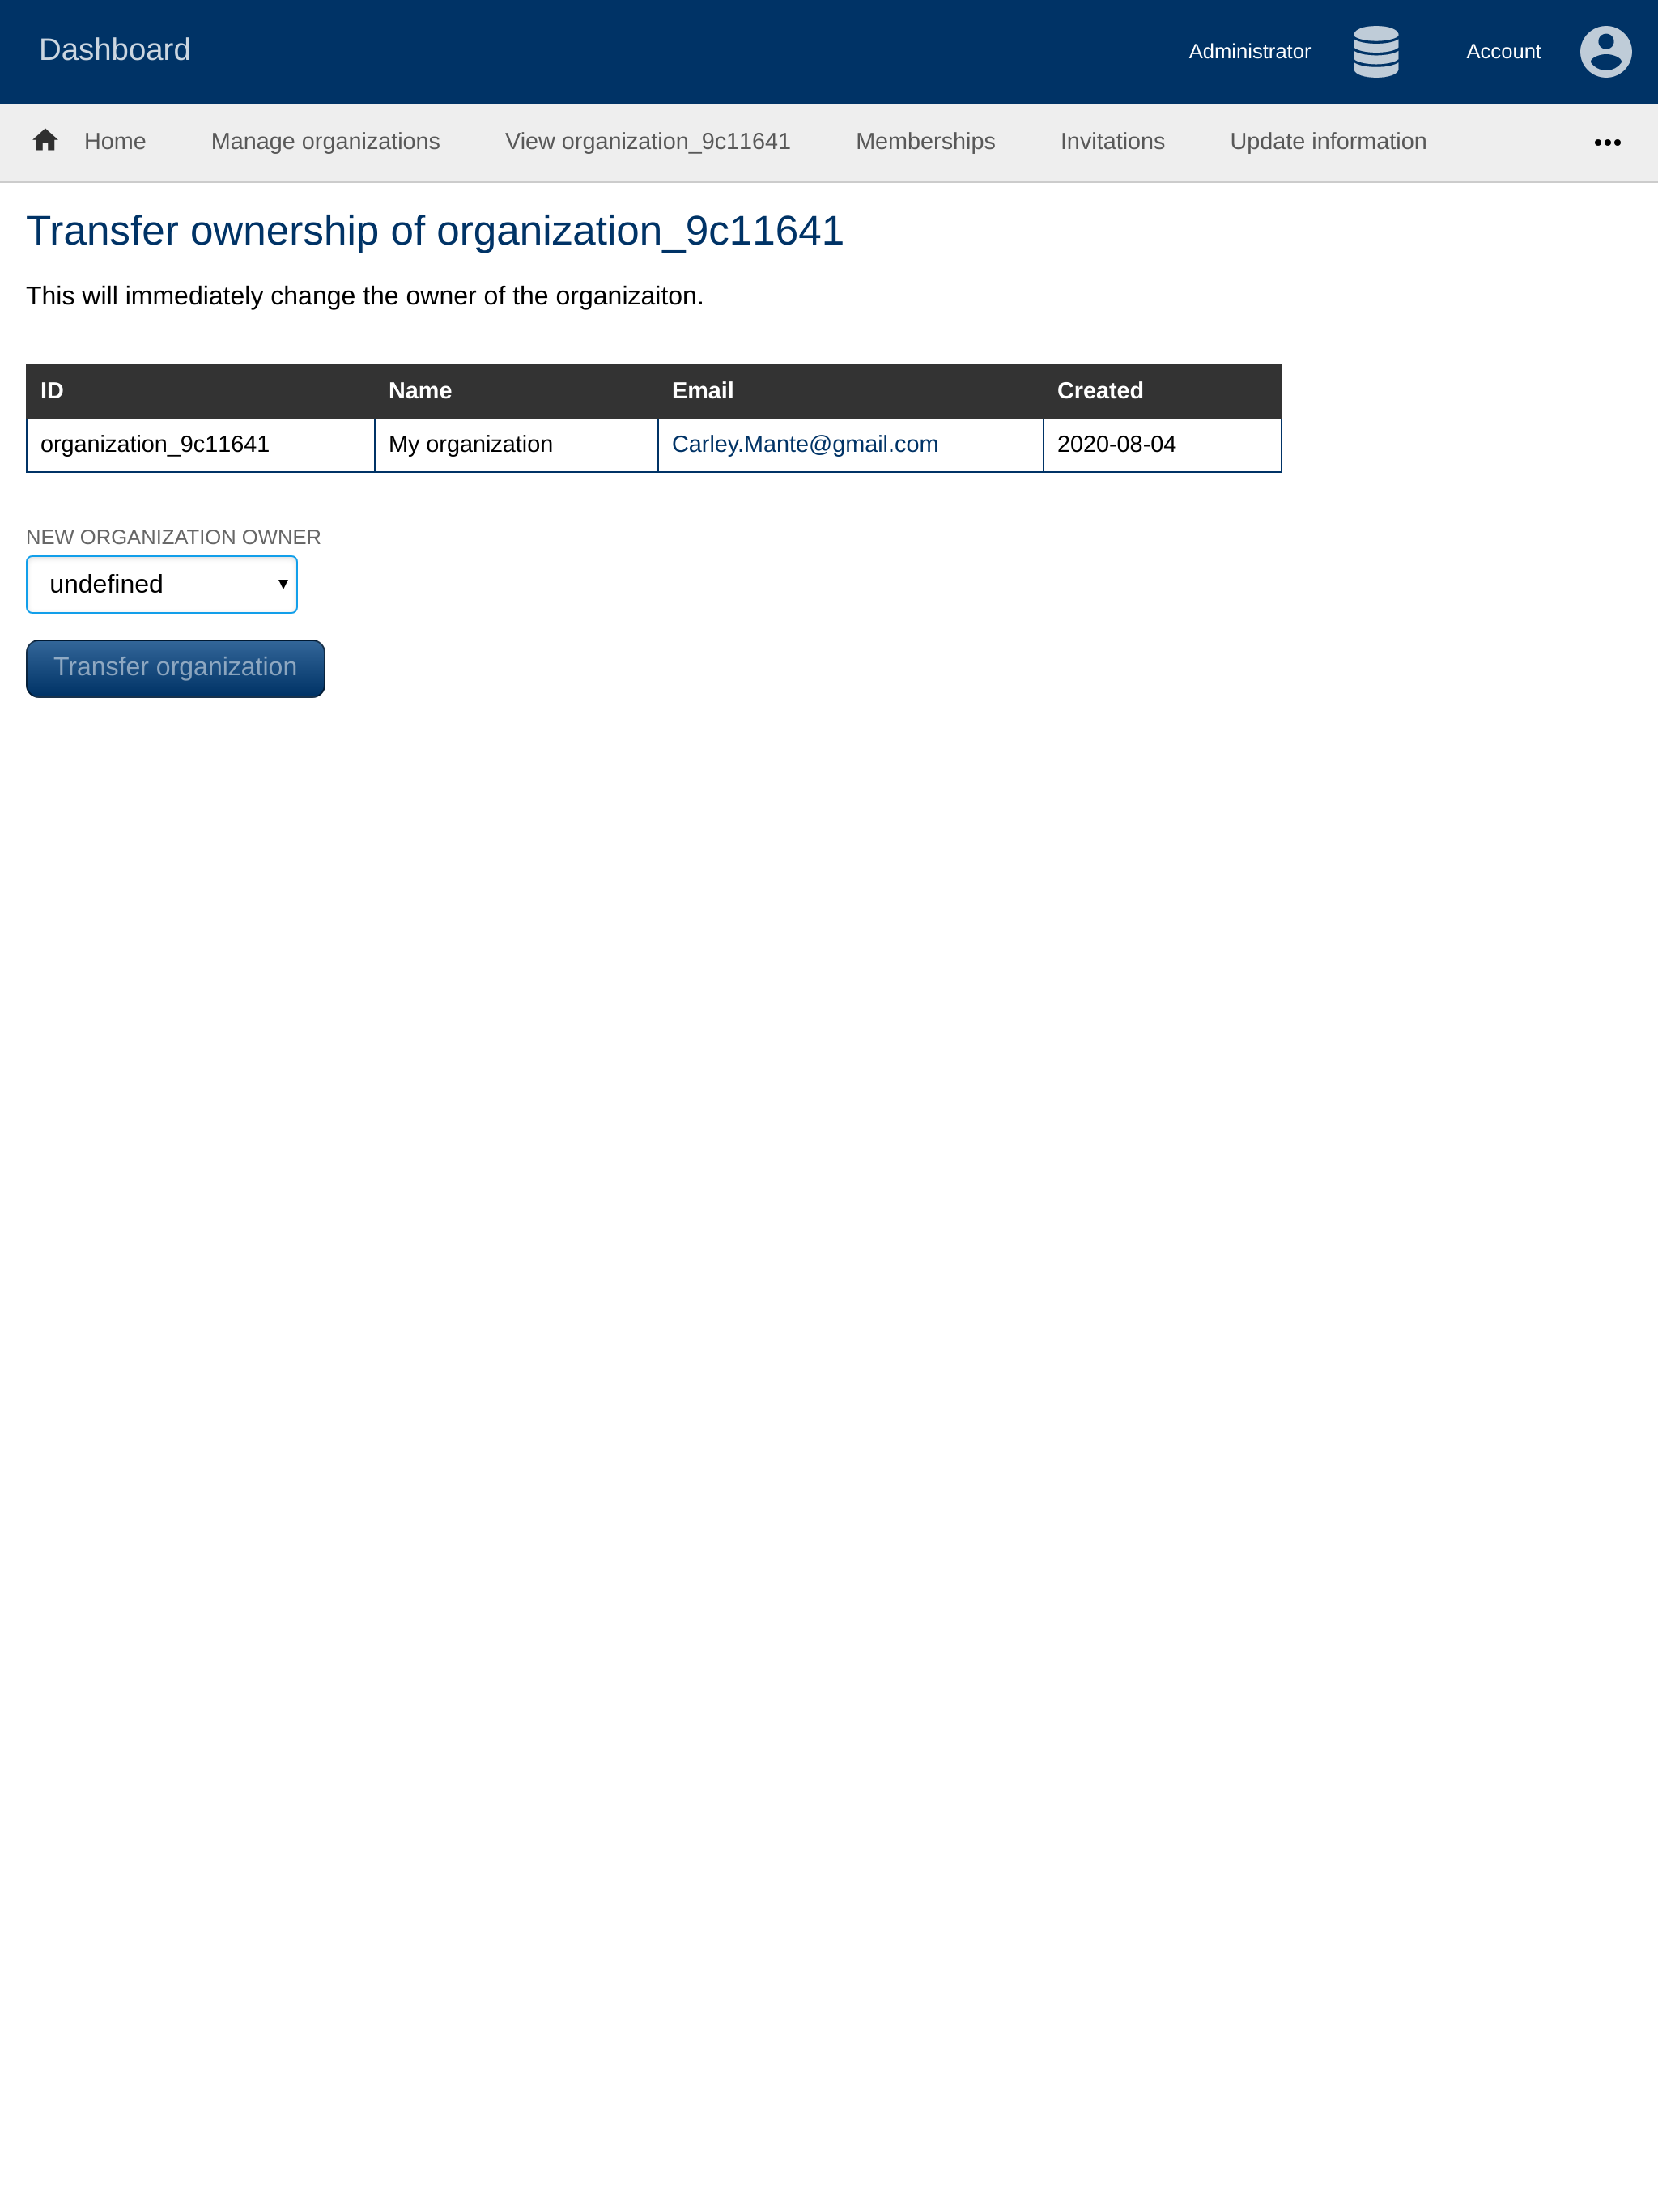 Dashboard
Administrator
Account
Home
Manage organizations
View organization_9c11641
Memberships
Invitations
Update information
Transfer ownership of organization_9c11641
This will immediately change the owner of the organizaiton.
ID Name Email Created
organization_9c11641 My organization Carley.Mante@gmail.com 2020-08-04
NEW ORGANIZATION OWNER
undefined
Transfer organization